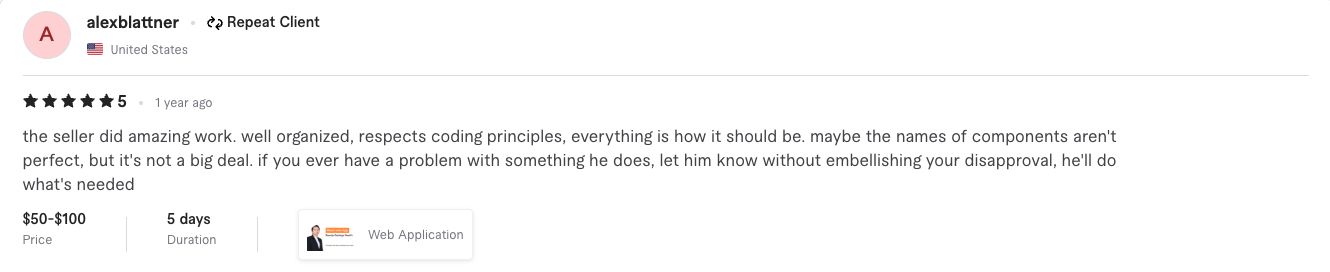 A
alexblattner • Repeat Client
United States
5 • 1 year ago
the seller did amazing work. well organized, respects coding principles, everything is how it should be. maybe the names of components aren't
perfect, but it's not a big deal. if you ever have a problem with something he does, let him know without embellishing your disapproval, he'll do
what's needed
$50-$100
Price
5 days
Duration
Web Application